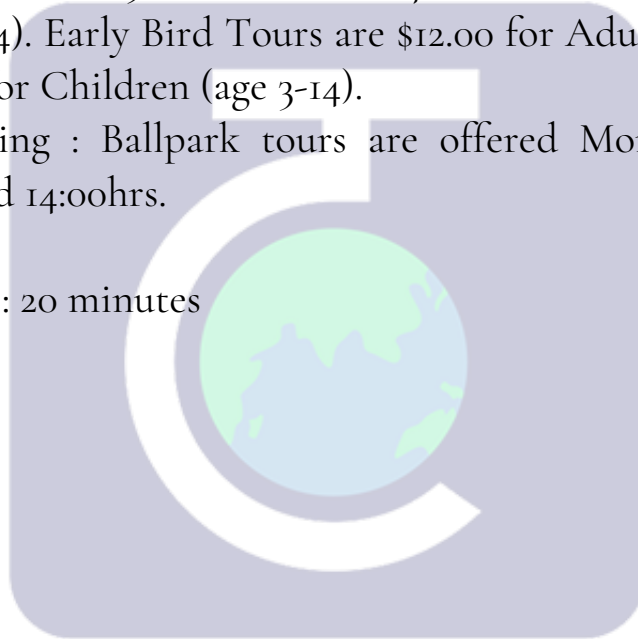 4). Early Bird Tours are $12.00 for Adu
or Children (age 3-14).
ing : Ballpark tours are offered Mon
d 14:00hrs.
: 20 minutes